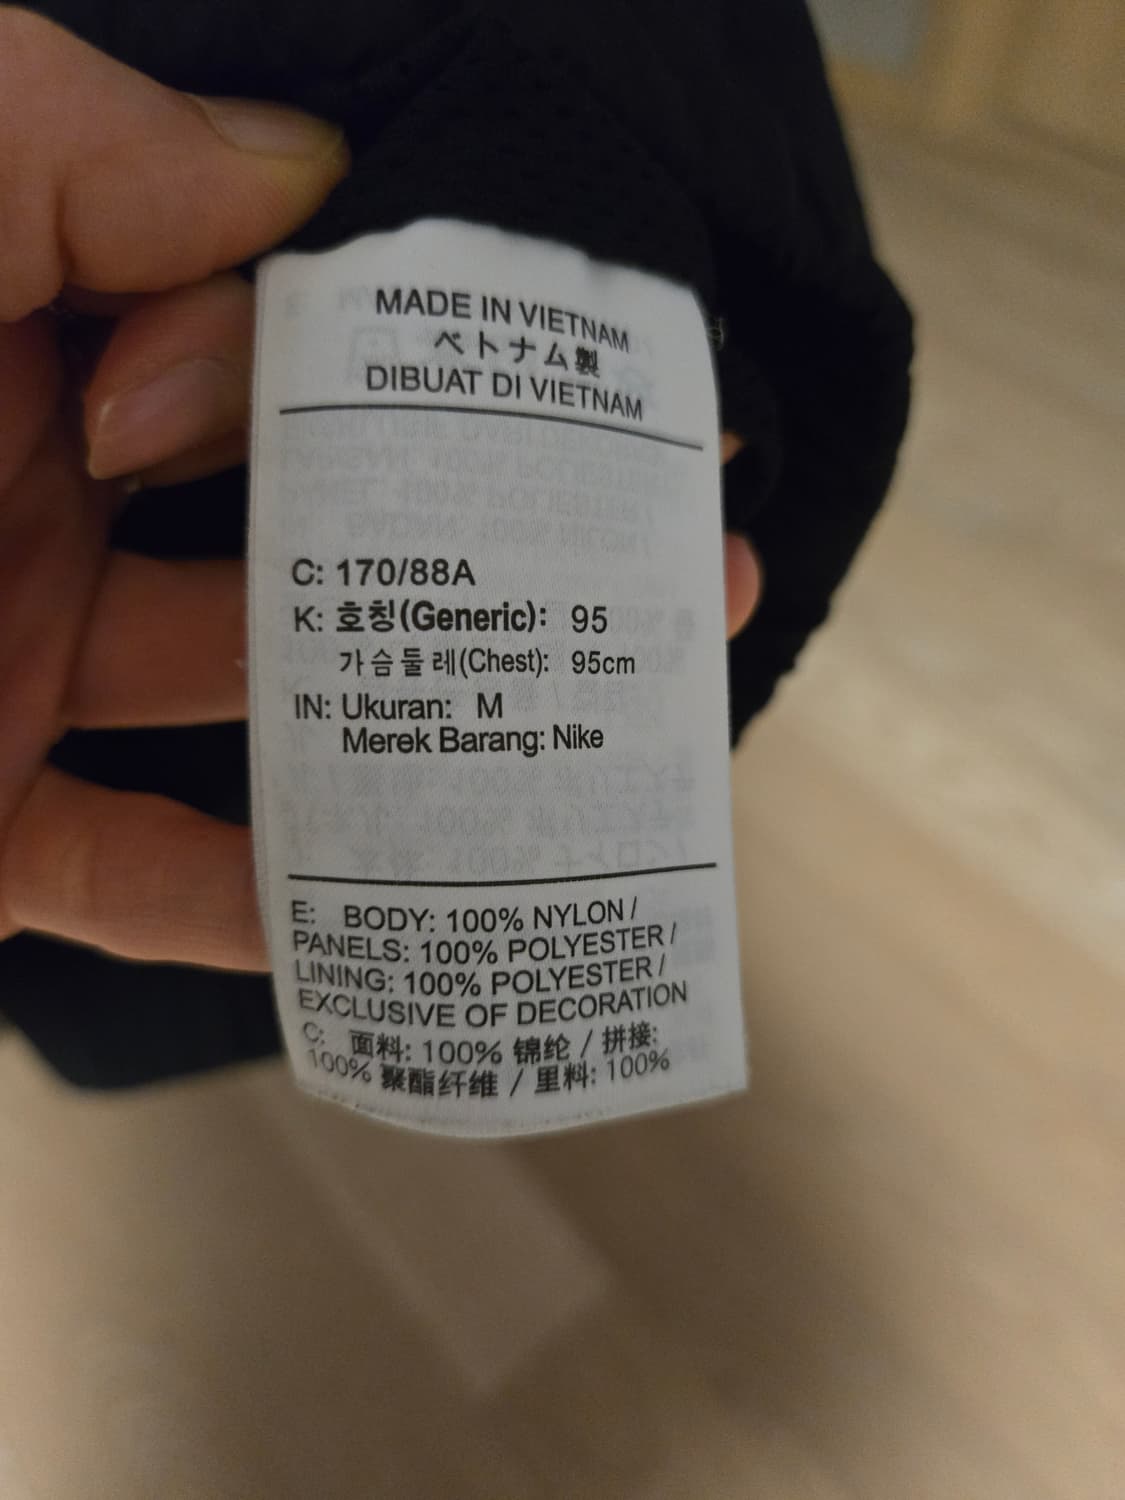 MADE IN VIETNAM
ベトナム製
DIBUAT DI VIETNAM
C: 170/88A
K: 호칭(Generic): 95
가슴둘레(Chest): 95cm
IN: Ukuran: M
Merek Barang: Nike
E: BODY: 100% NYLON /
PANELS: 100% POLYESTER /
LINING: 100% POLYESTER /
EXCLUSIVE OF DECORATION
C: 面料: 100% 锦纶 / 拼接:
100% 聚酯纤维 / 里料: 100%